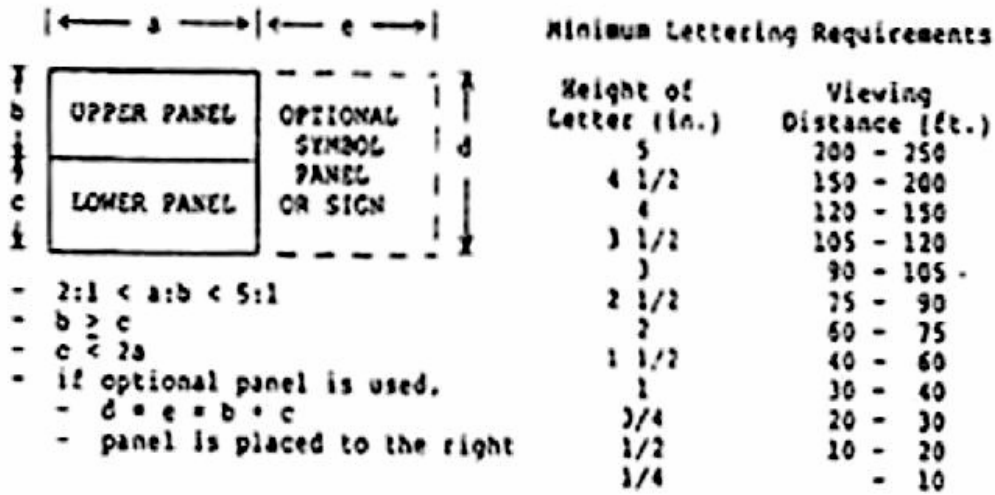 a e
b
c
d
UPPER PANEL
LOWER PANEL
OPTIONAL
SYMBOL
PANEL
OR SIGN
- 2:1 < a:b < 5:1
- b ≥ c
- c ≤ 2a
- if optional panel is used,
- d = e = b + c
- panel is placed to the right
Minimum Lettering Requirements
Height of Viewing
Letter (in.) Distance (ft.)
5 200 - 250
4 1/2 150 - 200
4 120 - 150
3 1/2 105 - 120
3 90 - 105
2 1/2 75 - 90
2 60 - 75
1 1/2 40 - 60
1 30 - 40
3/4 20 - 30
1/2 10 - 20
1/4 - 10